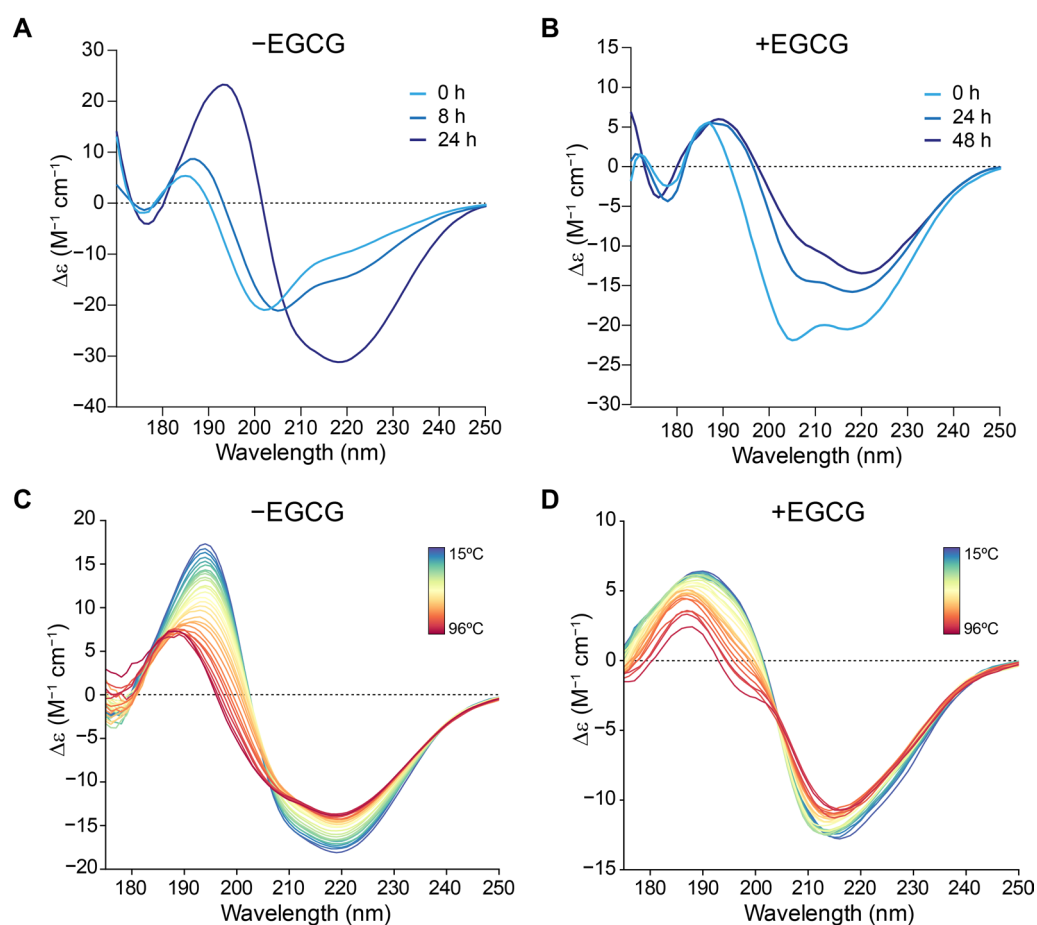 A
−EGCG
30
20
10
0
−10
−20
−30
−40
Δε (M⁻¹ cm⁻¹)
0 h
8 h
24 h
180 190 200 210 220 230 240 250
Wavelength (nm)
B
+EGCG
15
10
5
0
−5
−10
−15
−20
−25
−30
Δε (M⁻¹ cm⁻¹)
0 h
24 h
48 h
180 190 200 210 220 230 240 250
Wavelength (nm)
C
−EGCG
20
15
10
5
0
−5
−10
−15
−20
Δε (M⁻¹ cm⁻¹)
15ºC
96ºC
180 190 200 210 220 230 240 250
Wavelength (nm)
D
+EGCG
10
5
0
−5
−10
−15
Δε (M⁻¹ cm⁻¹)
15ºC
96ºC
180 190 200 210 220 230 240 250
Wavelength (nm)